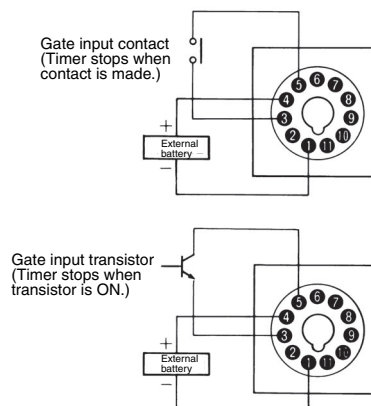 Gate input contact
(Timer stops when
contact is made.)
5 6 7
4 8
3 9
2 10
1 11
+
External
battery
−
Gate input transistor
(Timer stops when
transistor is ON.)
5 6 7
4 8
3 9
2 10
1 11
+
External
battery
−